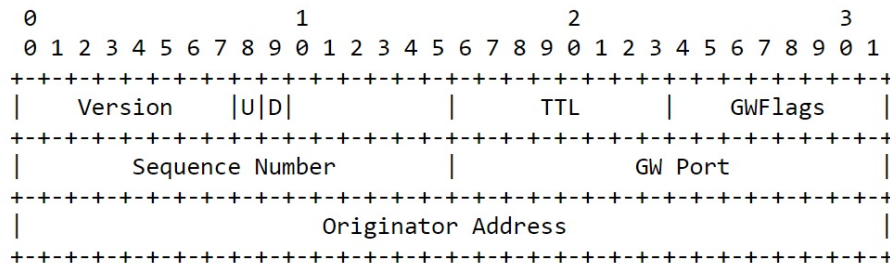 0                   1                   2                   3
 0 1 2 3 4 5 6 7 8 9 0 1 2 3 4 5 6 7 8 9 0 1 2 3 4 5 6 7 8 9 0 1
+-+-+-+-+-+-+-+-+-+-+-+-+-+-+-+-+-+-+-+-+-+-+-+-+-+-+-+-+-+-+-+-+
|    Version    |U|D|           |      TTL      |    GWFlags    |
+-+-+-+-+-+-+-+-+-+-+-+-+-+-+-+-+-+-+-+-+-+-+-+-+-+-+-+-+-+-+-+-+
|        Sequence Number        |             GW Port           |
+-+-+-+-+-+-+-+-+-+-+-+-+-+-+-+-+-+-+-+-+-+-+-+-+-+-+-+-+-+-+-+-+
|                      Originator Address                       |
+-+-+-+-+-+-+-+-+-+-+-+-+-+-+-+-+-+-+-+-+-+-+-+-+-+-+-+-+-+-+-+-+